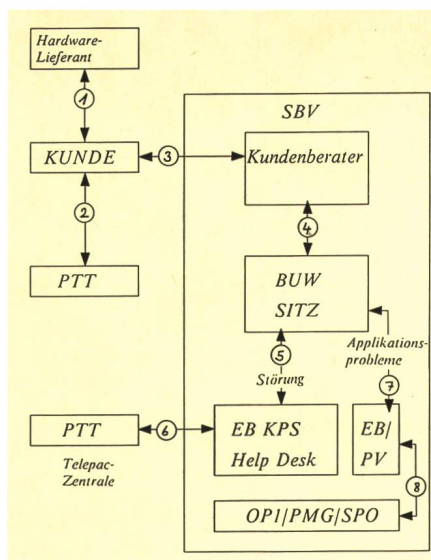 Hardware-
Lieferant
1
SBV
KUNDE
3
Kundenberater
2
4
PTT
BUW
SITZ
Applikations-
probleme
5
Störung
7
PTT
6
EB KPS
Help Desk
EB/
PV
Telepac-
Zentrale
8
OP1/PMG/SPO